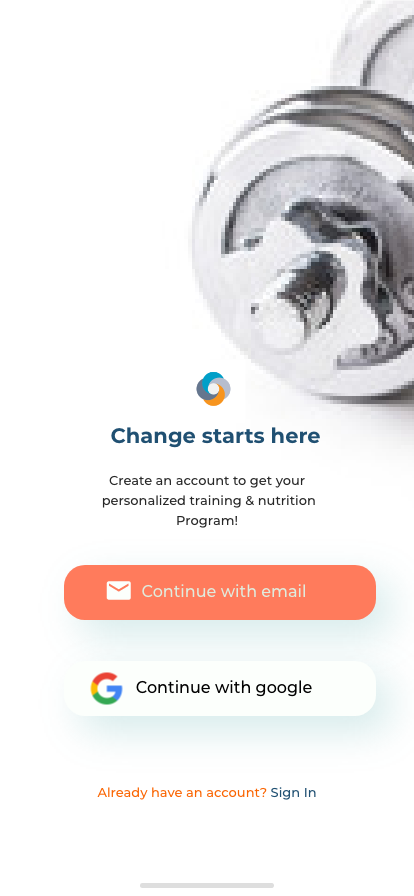 Change starts here
Create an account to get your
personalized training & nutrition
Program!
Continue with email
Continue with google
Already have an account? Sign In